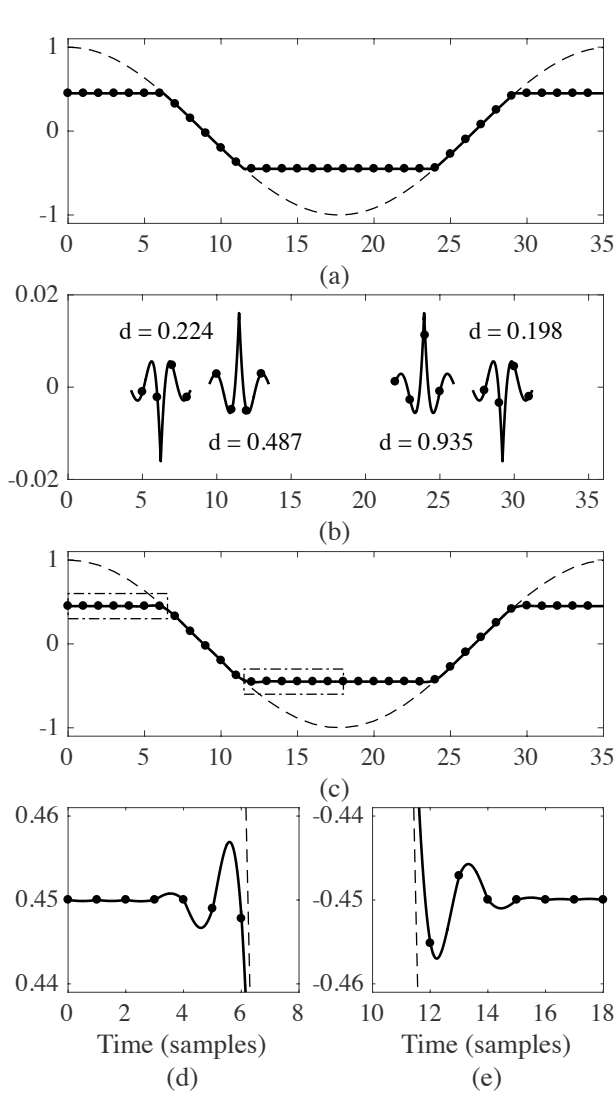 1
0
-1
0 5 10 15 20 25 30 35
(a)
0.02
d = 0.224 d = 0.198
0
d = 0.487 d = 0.935
-0.02
0 5 10 15 20 25 30 35
(b)
1
0
-1
0 5 10 15 20 25 30 35
(c)
0.46
0.45
0.44
0 2 4 6 8
Time (samples)
(d)
-0.44
-0.45
-0.46
10 12 14 16 18
Time (samples)
(e)